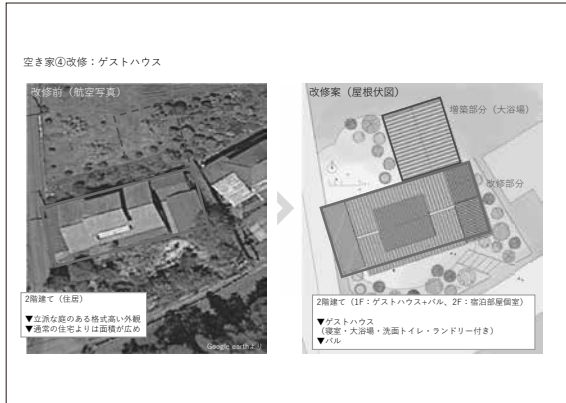 空き家④改修：ゲストハウス
改修前（航空写真）
2階建て（住居）
▼立派な庭のある格式高い外観
▼通常の住宅よりは面積が広め
Google earthより
改修案（屋根伏図）
増築部分（大浴場）
改修部分
2階建て（1F：ゲストハウス+バル、2F：宿泊部屋個室）
▼ゲストハウス
（寝室・大浴場・洗面トイレ・ランドリー付き）
▼バル